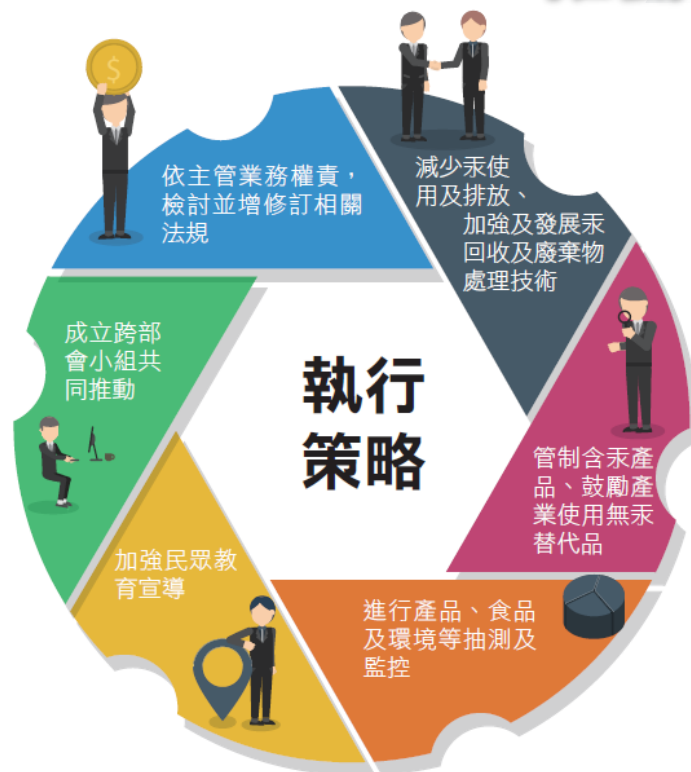 執行
策略
依主管業務權責，
檢討並增修訂相關
法規
減少汞使
用及排放、
加強及發展汞
回收及廢棄物
處理技術
管制含汞產
品、鼓勵產
業使用無汞
替代品
進行產品、食品
及環境等抽測及
監控
加強民眾教
育宣導
成立跨部
會小組共
同推動
$